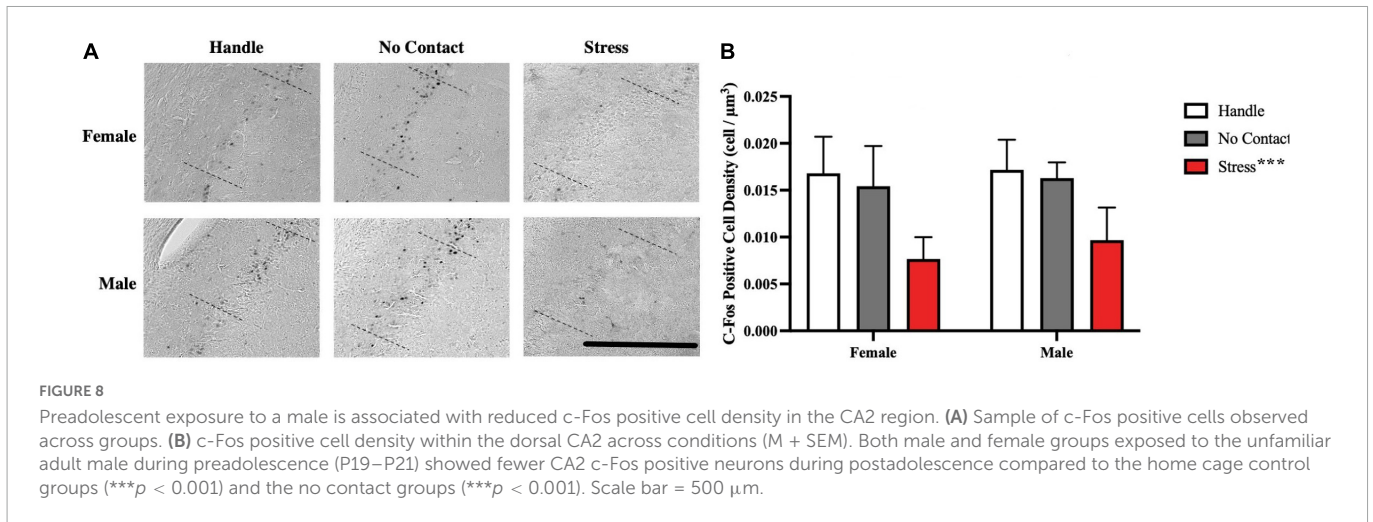 A
Handle
No Contact
Stress
Female
Male
B
C-Fos Positive Cell Density (cell / μm³)
0.025
0.020
0.015
0.010
0.005
0.000
Female
Male
Handle
No Contact
Stress***
FIGURE 8
Preadolescent exposure to a male is associated with reduced c-Fos positive cell density in the CA2 region. (A) Sample of c-Fos positive cells observed
across groups. (B) c-Fos positive cell density within the dorsal CA2 across conditions (M + SEM). Both male and female groups exposed to the unfamiliar
adult male during preadolescence (P19–P21) showed fewer CA2 c-Fos positive neurons during postadolescence compared to the home cage control
groups (***p < 0.001) and the no contact groups (***p < 0.001). Scale bar = 500 μm.